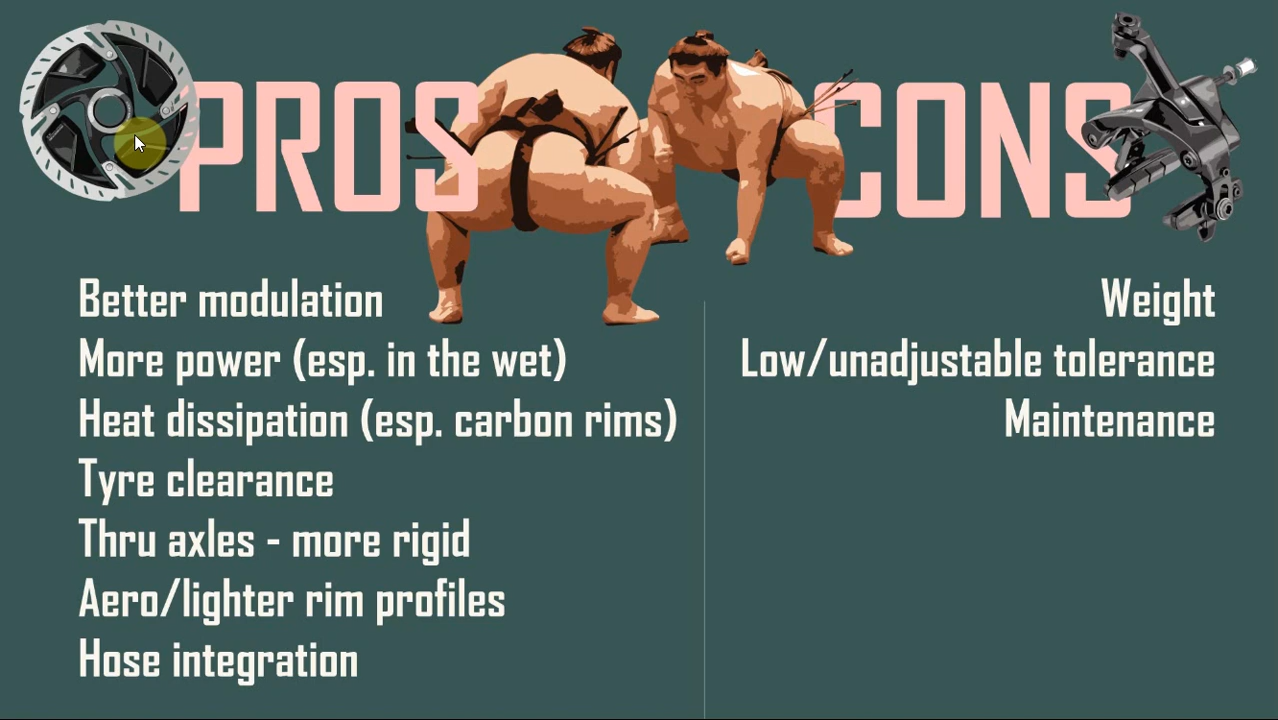 PROS
CONS
Better modulation
More power (esp. in the wet)
Heat dissipation (esp. carbon rims)
Tyre clearance
Thru axles - more rigid
Aero/lighter rim profiles
Hose integration
Weight
Low/unadjustable tolerance
Maintenance